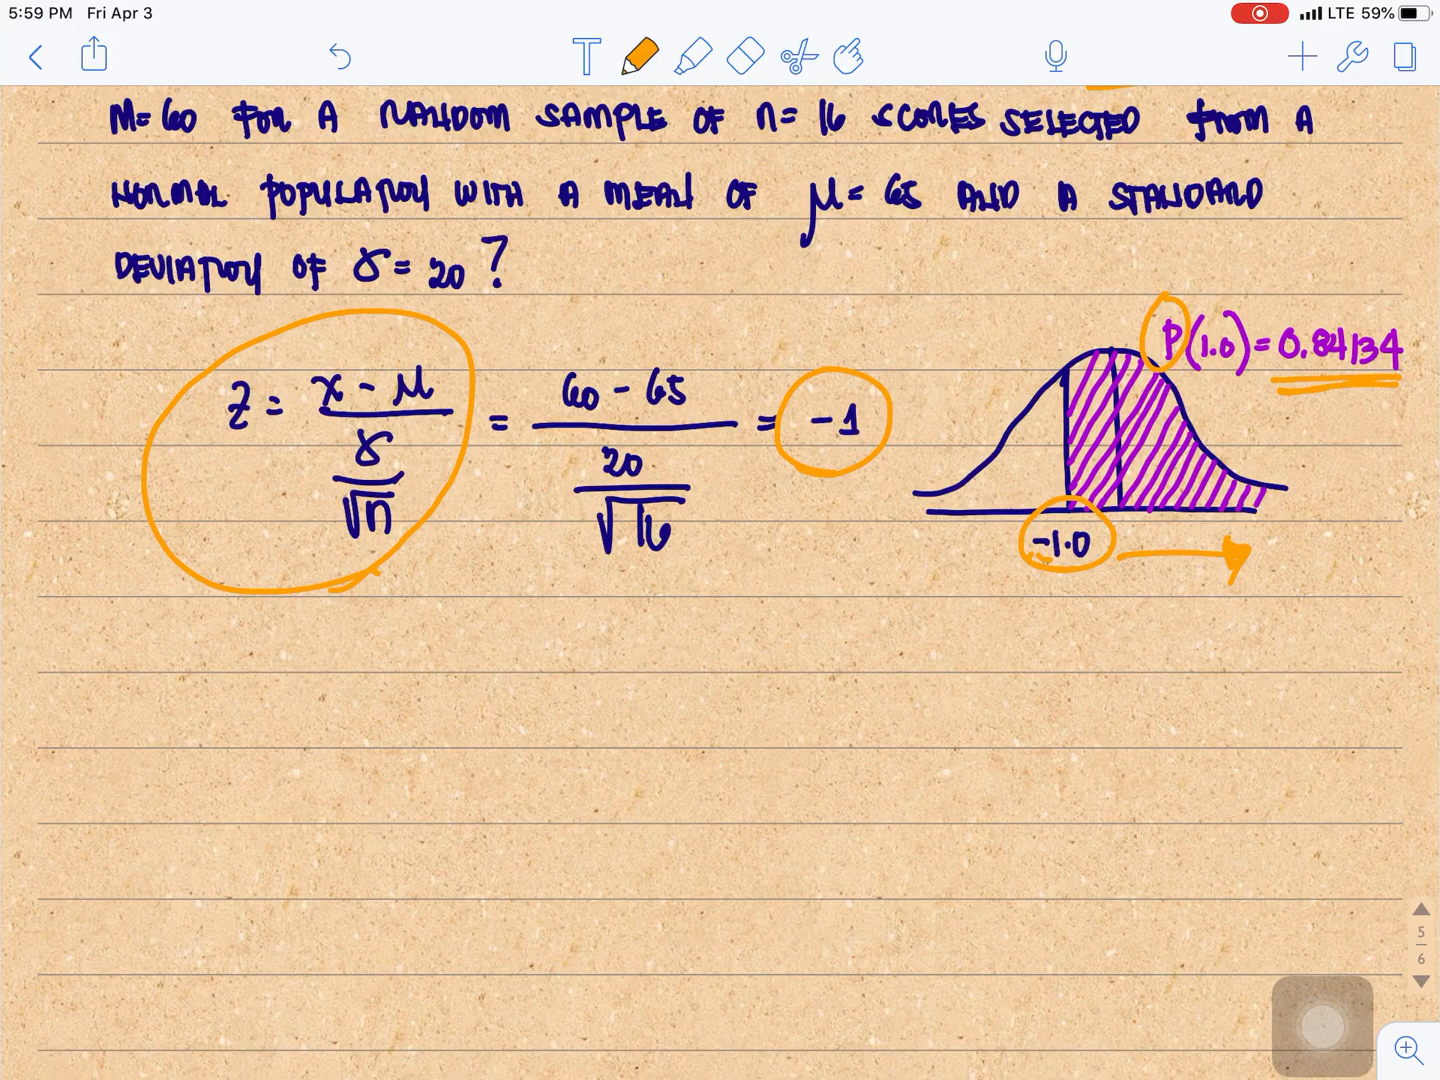 5:59 PM Fri Apr 3
LTE 59%
T
M= 60 FOR A RANDOM SAMPLE OF n= 16 SCORES SELECTED FROM A
NORMAL POPULATION WITH A MEAN OF μ= 65 AND A STANDARD
DEVIATION OF σ= 20 ?
P(1.0) = 0.84134
z = x - μ / σ / √n = 60 - 65 / 20 / √16 = -1
-1.0
5
6